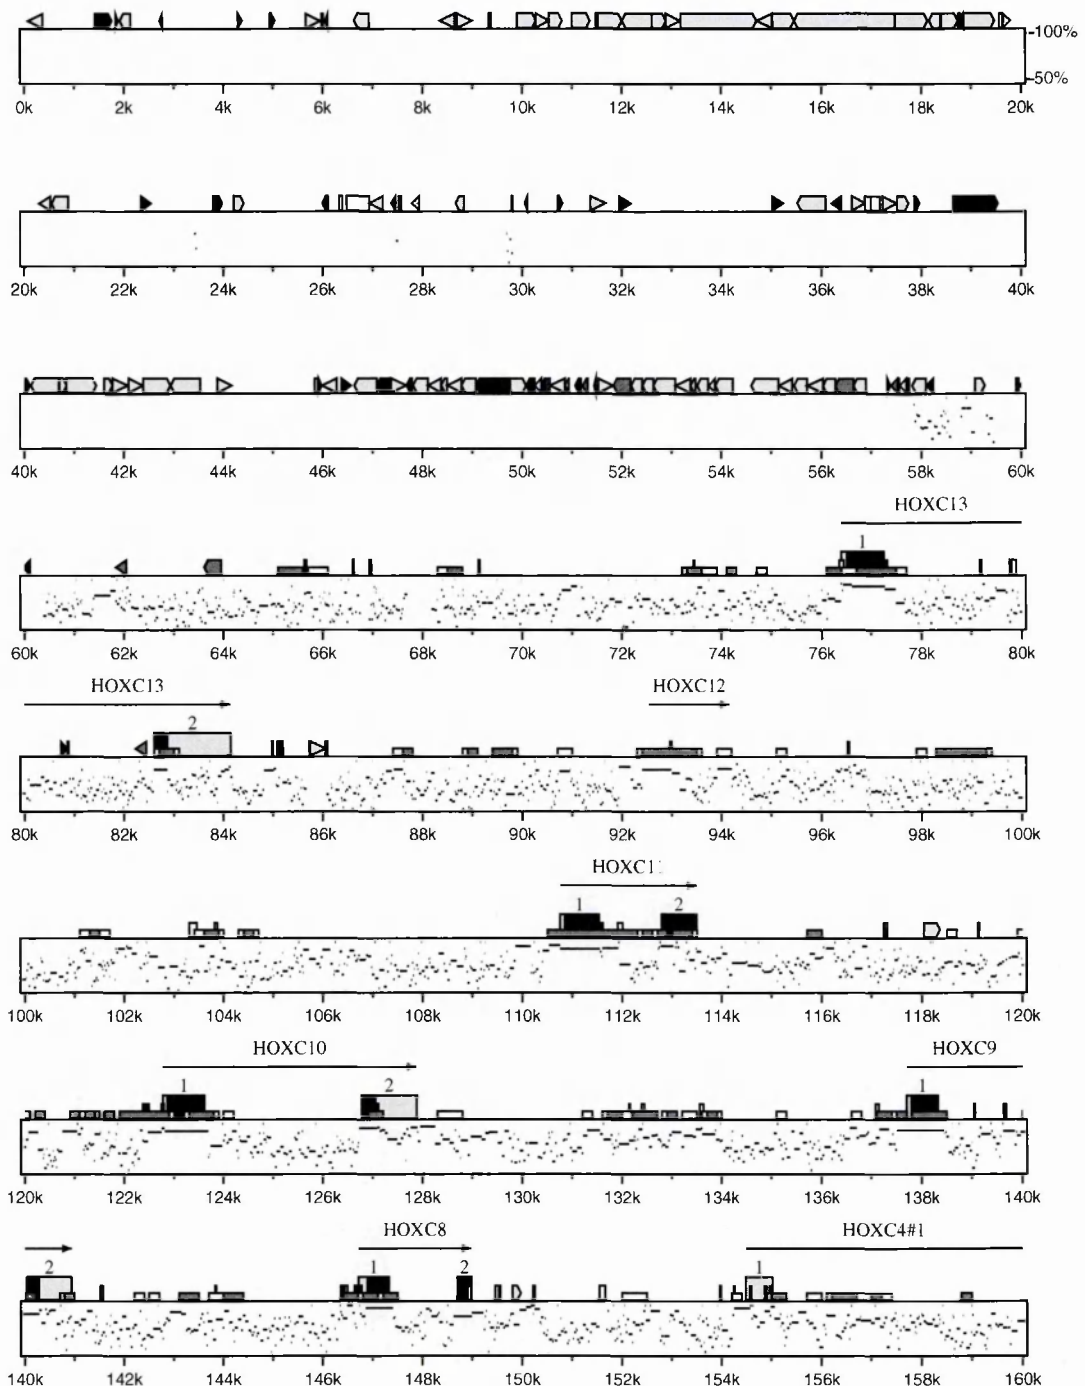 -100%
-50%
0k 2k 4k 6k 8k 10k 12k 14k 16k 18k 20k
20k 22k 24k 26k 28k 30k 32k 34k 36k 38k 40k
40k 42k 44k 46k 48k 50k 52k 54k 56k 58k 60k
HOXC13
1
60k 62k 64k 66k 68k 70k 72k 74k 76k 78k 80k
HOXC13 HOXC12
2
80k 82k 84k 86k 88k 90k 92k 94k 96k 98k 100k
HOXC1
1 2
100k 102k 104k 106k 108k 110k 112k 114k 116k 118k 120k
HOXC10 HOXC9
1 2 1
120k 122k 124k 126k 128k 130k 132k 134k 136k 138k 140k
HOXC8 HOXC4#1
2 1 2 1
140k 142k 144k 146k 148k 150k 152k 154k 156k 158k 160k